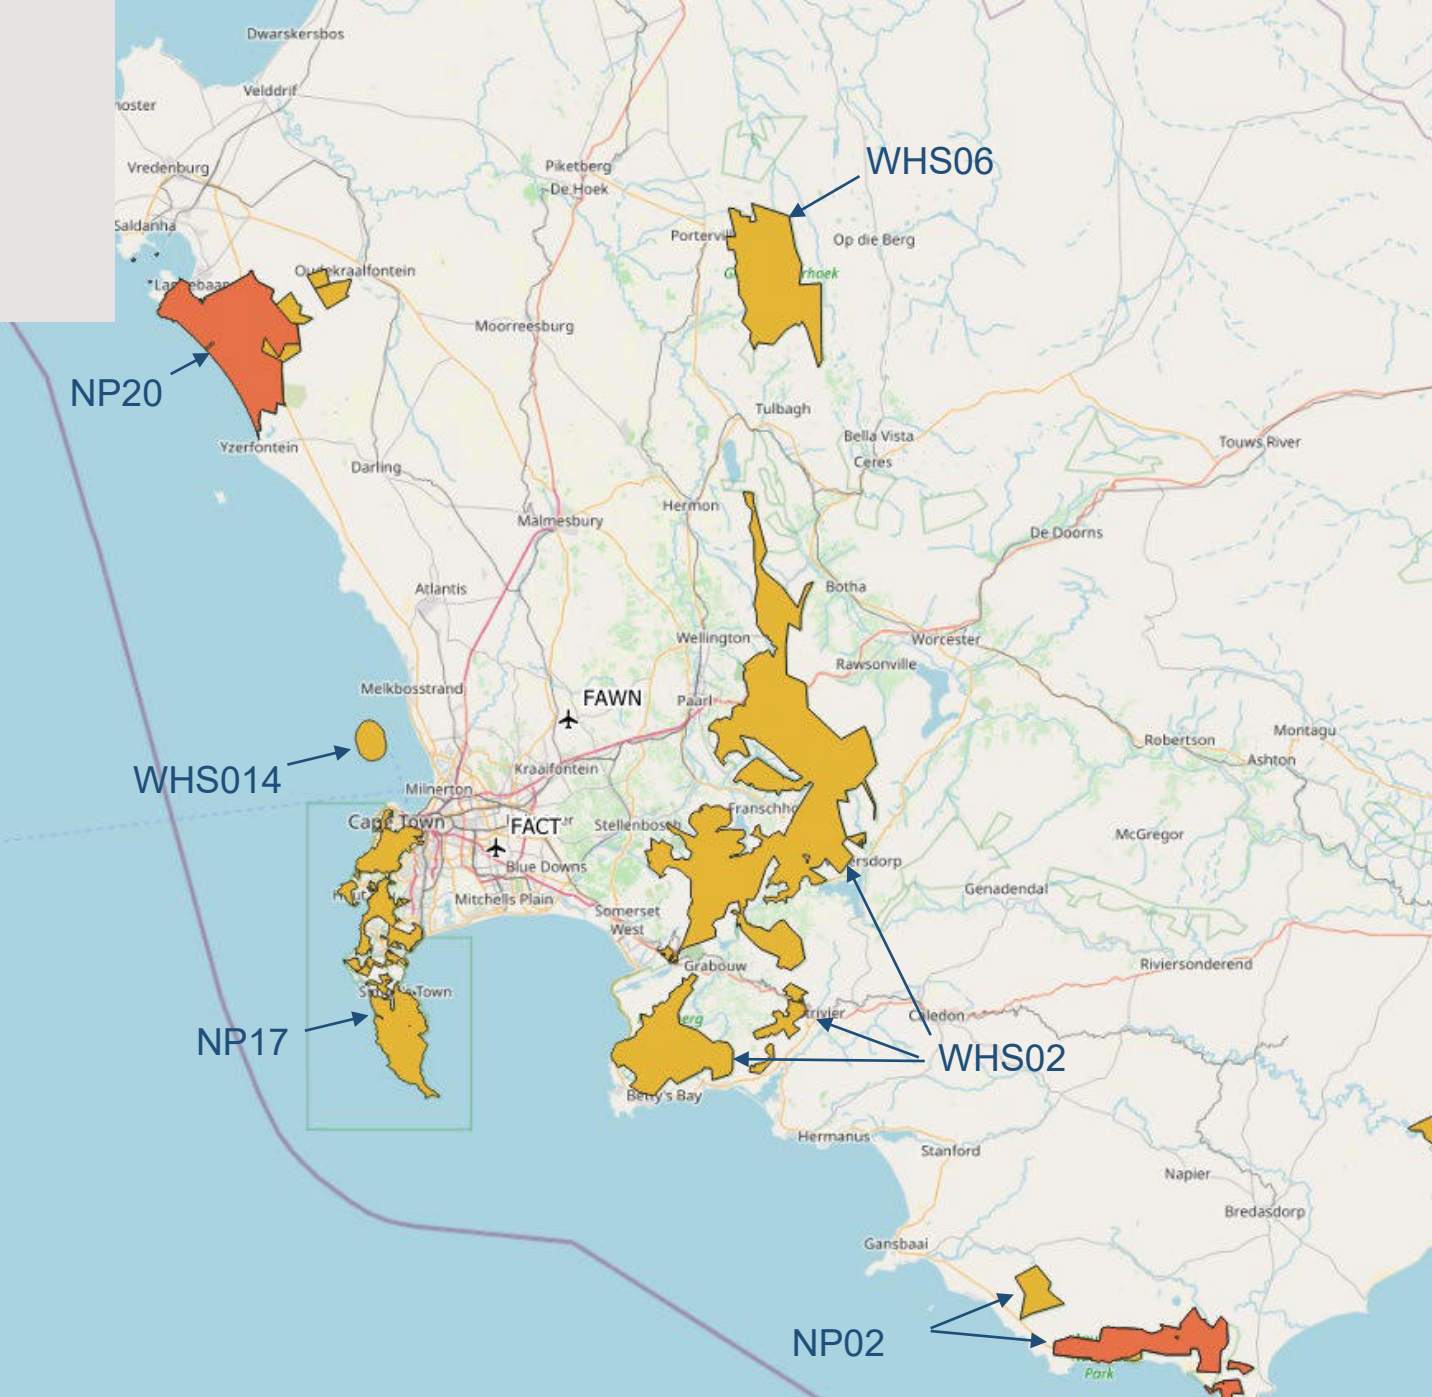 Dwarskersbos
Velddrif
Vredenburg
Piketberg
De Hoek
WHS06
Saldanha
Op die Berg
Oudekraalfontein
Moorreesburg
NP20
Tulbagh
Yzerfontein
Bella Vista
Touws River
Darling
Ceres
Hermon
Malmesbury
De Doorns
Atlantis
Botha
Wellington
Worcester
Rawsonville
Melkbosstrand
FAWN
Paarl
Montagu
Robertson
Ashton
WHS014
Kraaifontein
Milnerton
Cape Town
FACT
Stellenbosch
McGregor
Blue Downs
ersdorp
Mitchells Plain
Genadendal
Somerset
West
Grabouw
Riviersonderend
Town
trivier
Caledon
NP17
WHS02
Betty's Bay
Hermanus
Stanford
Napier
Bredasdorp
Gansbaai
NP02
Park